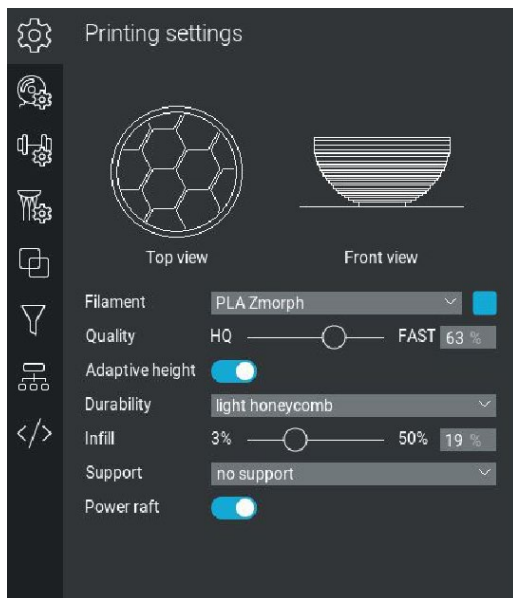 Printing settings
Top view Front view
Filament PLA Zmorph
Quality HQ FAST 63 %
Adaptive height
Durability light honeycomb
Infill 3% 50% 19 %
Support no support
Power raft